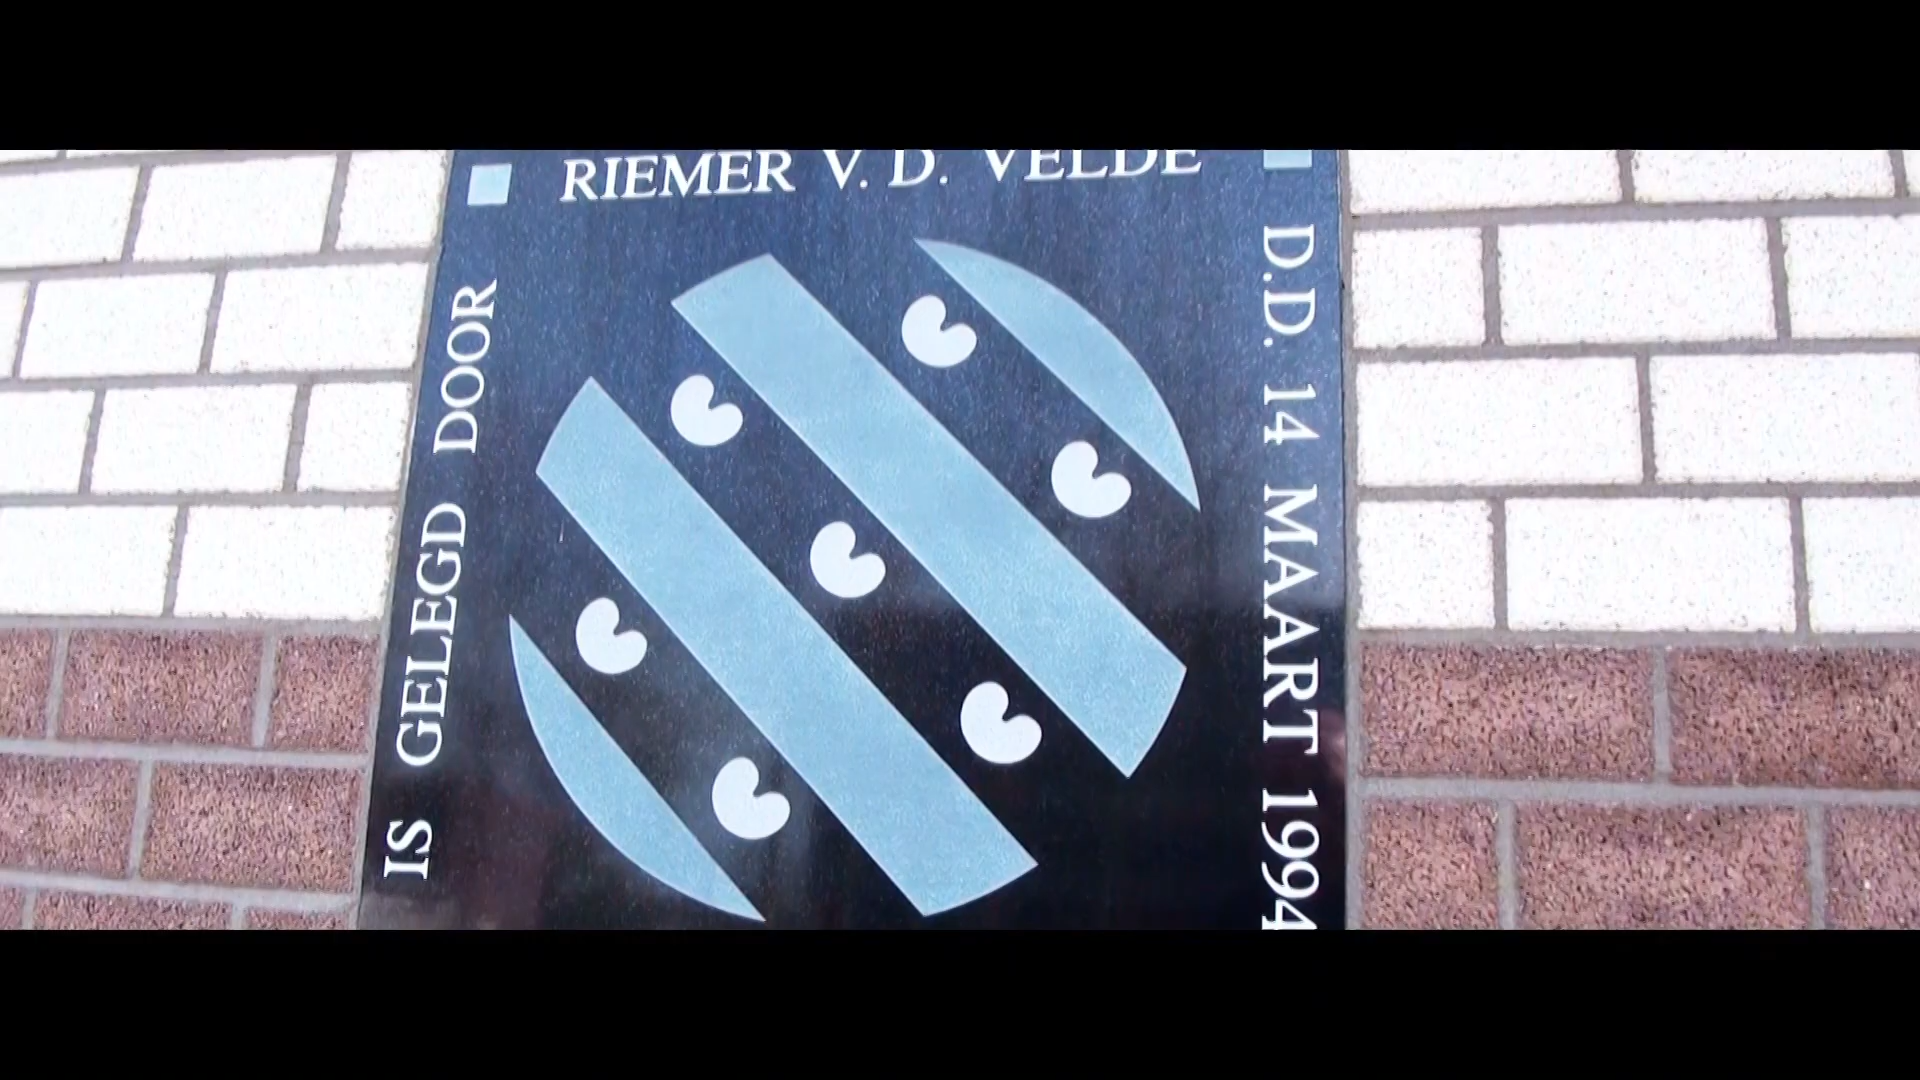 IS GELEGD DOOR
RIEMER V. D. VELDE
D.D. 14 MAART 1994